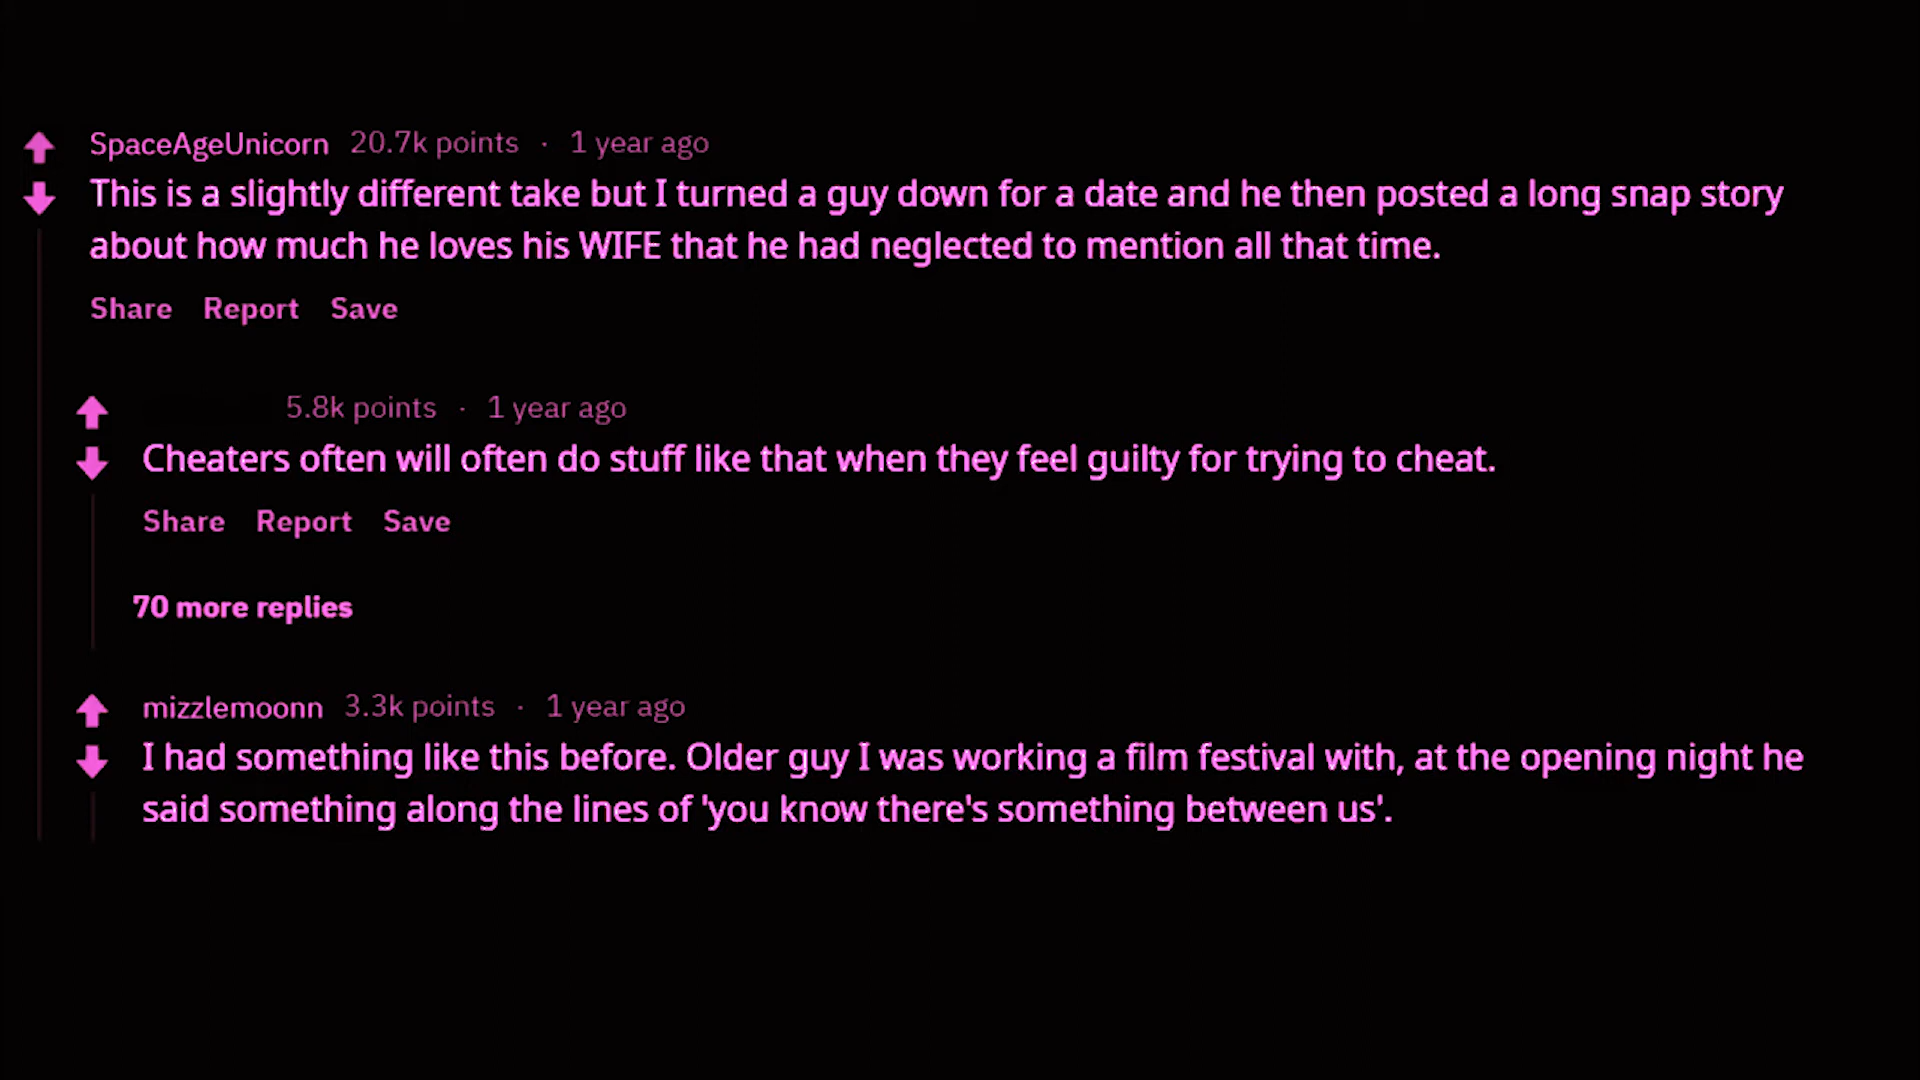 SpaceAgeUnicorn 20.7k points · 1 year ago
This is a slightly different take but I turned a guy down for a date and he then posted a long snap story
about how much he loves his WIFE that he had neglected to mention all that time.
Share Report Save
5.8k points · 1 year ago
Cheaters often will often do stuff like that when they feel guilty for trying to cheat.
Share Report Save
70 more replies
mizzlemoonn 3.3k points · 1 year ago
I had something like this before. Older guy I was working a film festival with, at the opening night he
said something along the lines of 'you know there's something between us'.